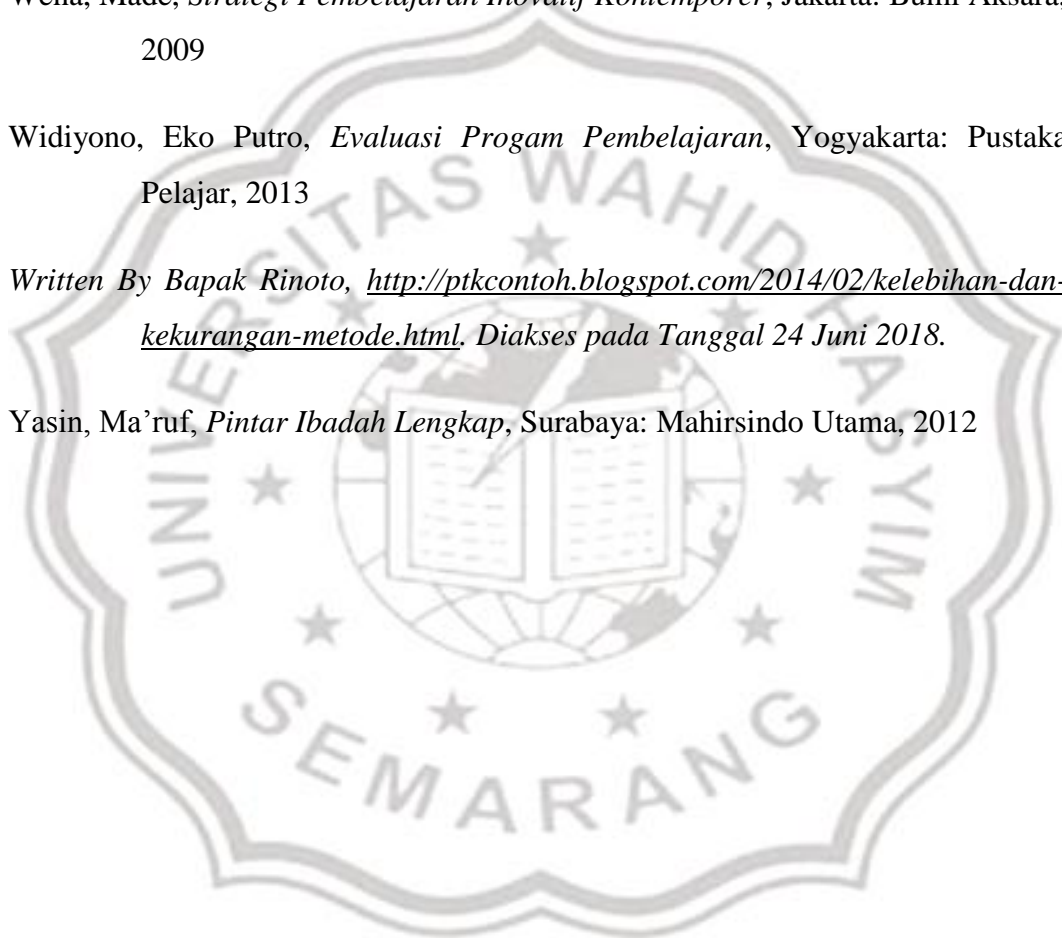 Wena, Made, Strategi Pembelajaran Inovatif Kontemporer, Jakarta: Bumi Aksara,
2009
Widiyono, Eko Putro, Evaluasi Progam Pembelajaran, Yogyakarta: Pustaka
Pelajar, 2013
Written By Bapak Rinoto, http://ptkcontoh.blogspot.com/2014/02/kelebihan-dan-
kekurangan-metode.html. Diakses pada Tanggal 24 Juni 2018.
Yasin, Ma’ruf, Pintar Ibadah Lengkap, Surabaya: Mahirsindo Utama, 2012
UNIVERSITAS WAHID HASYIM
SEMARANG